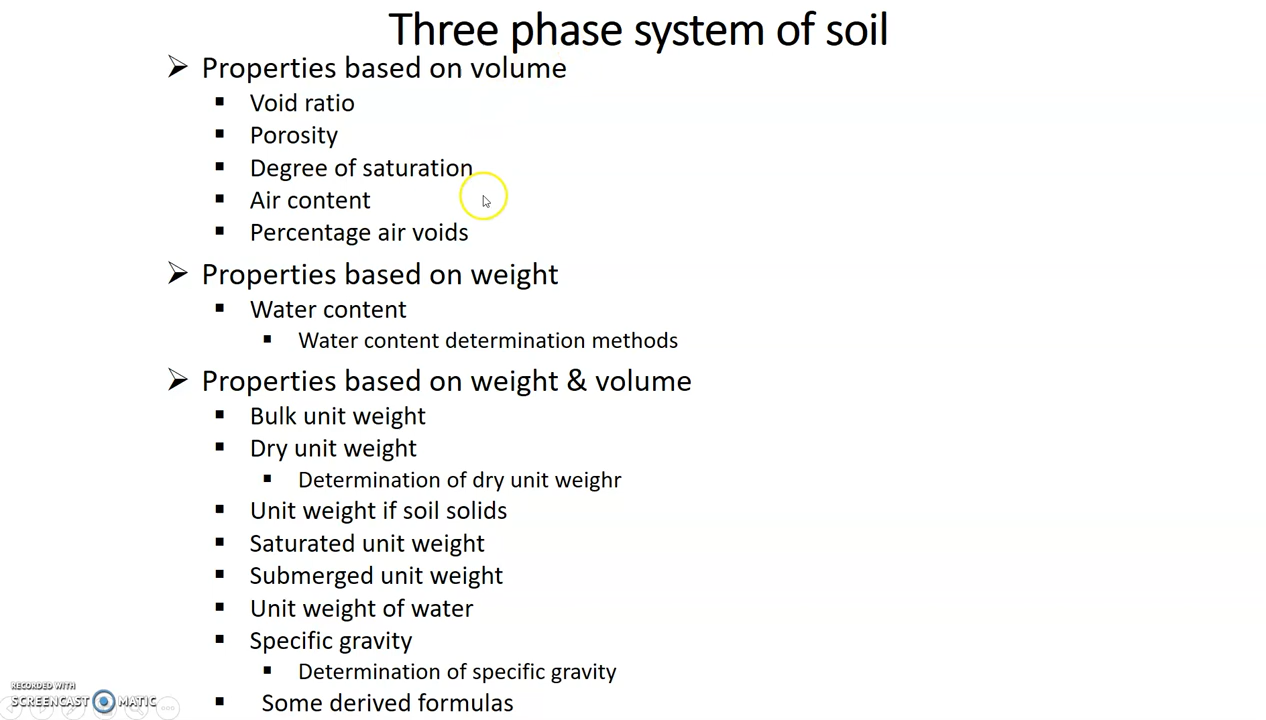 Three phase system of soil
Properties based on volume
Void ratio
Porosity
Degree of saturation
Air content
Percentage air voids
Properties based on weight
Water content
Water content determination methods
Properties based on weight & volume
Bulk unit weight
Dry unit weight
Determination of dry unit weighr
Unit weight if soil solids
Saturated unit weight
Submerged unit weight
Unit weight of water
Specific gravity
Determination of specific gravity
Some derived formulas
RECORDED WITH
SCREENCAST MATIC